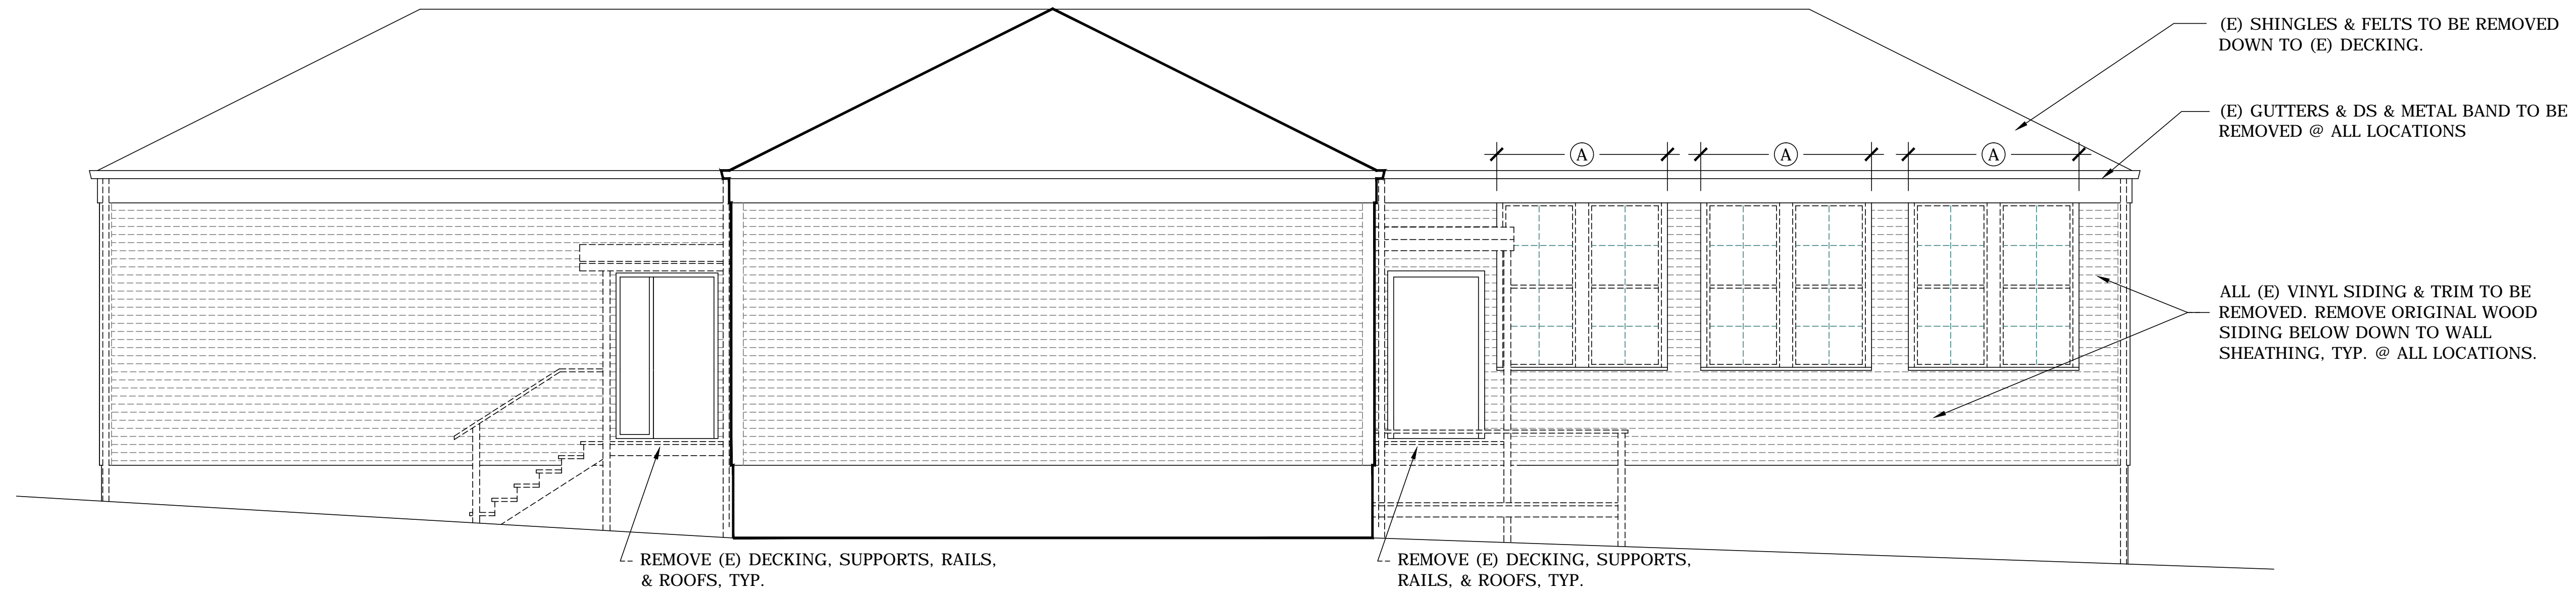 (E) SHINGLES & FELTS TO BE REMOVED
DOWN TO (E) DECKING.
(E) GUTTERS & DS & METAL BAND TO BE
REMOVED @ ALL LOCATIONS
A
A
A
ALL (E) VINYL SIDING & TRIM TO BE
REMOVED. REMOVE ORIGINAL WOOD
SIDING BELOW DOWN TO WALL
SHEATHING, TYP. @ ALL LOCATIONS.
REMOVE (E) DECKING, SUPPORTS, RAILS,
& ROOFS, TYP.
REMOVE (E) DECKING, SUPPORTS,
RAILS, & ROOFS, TYP.